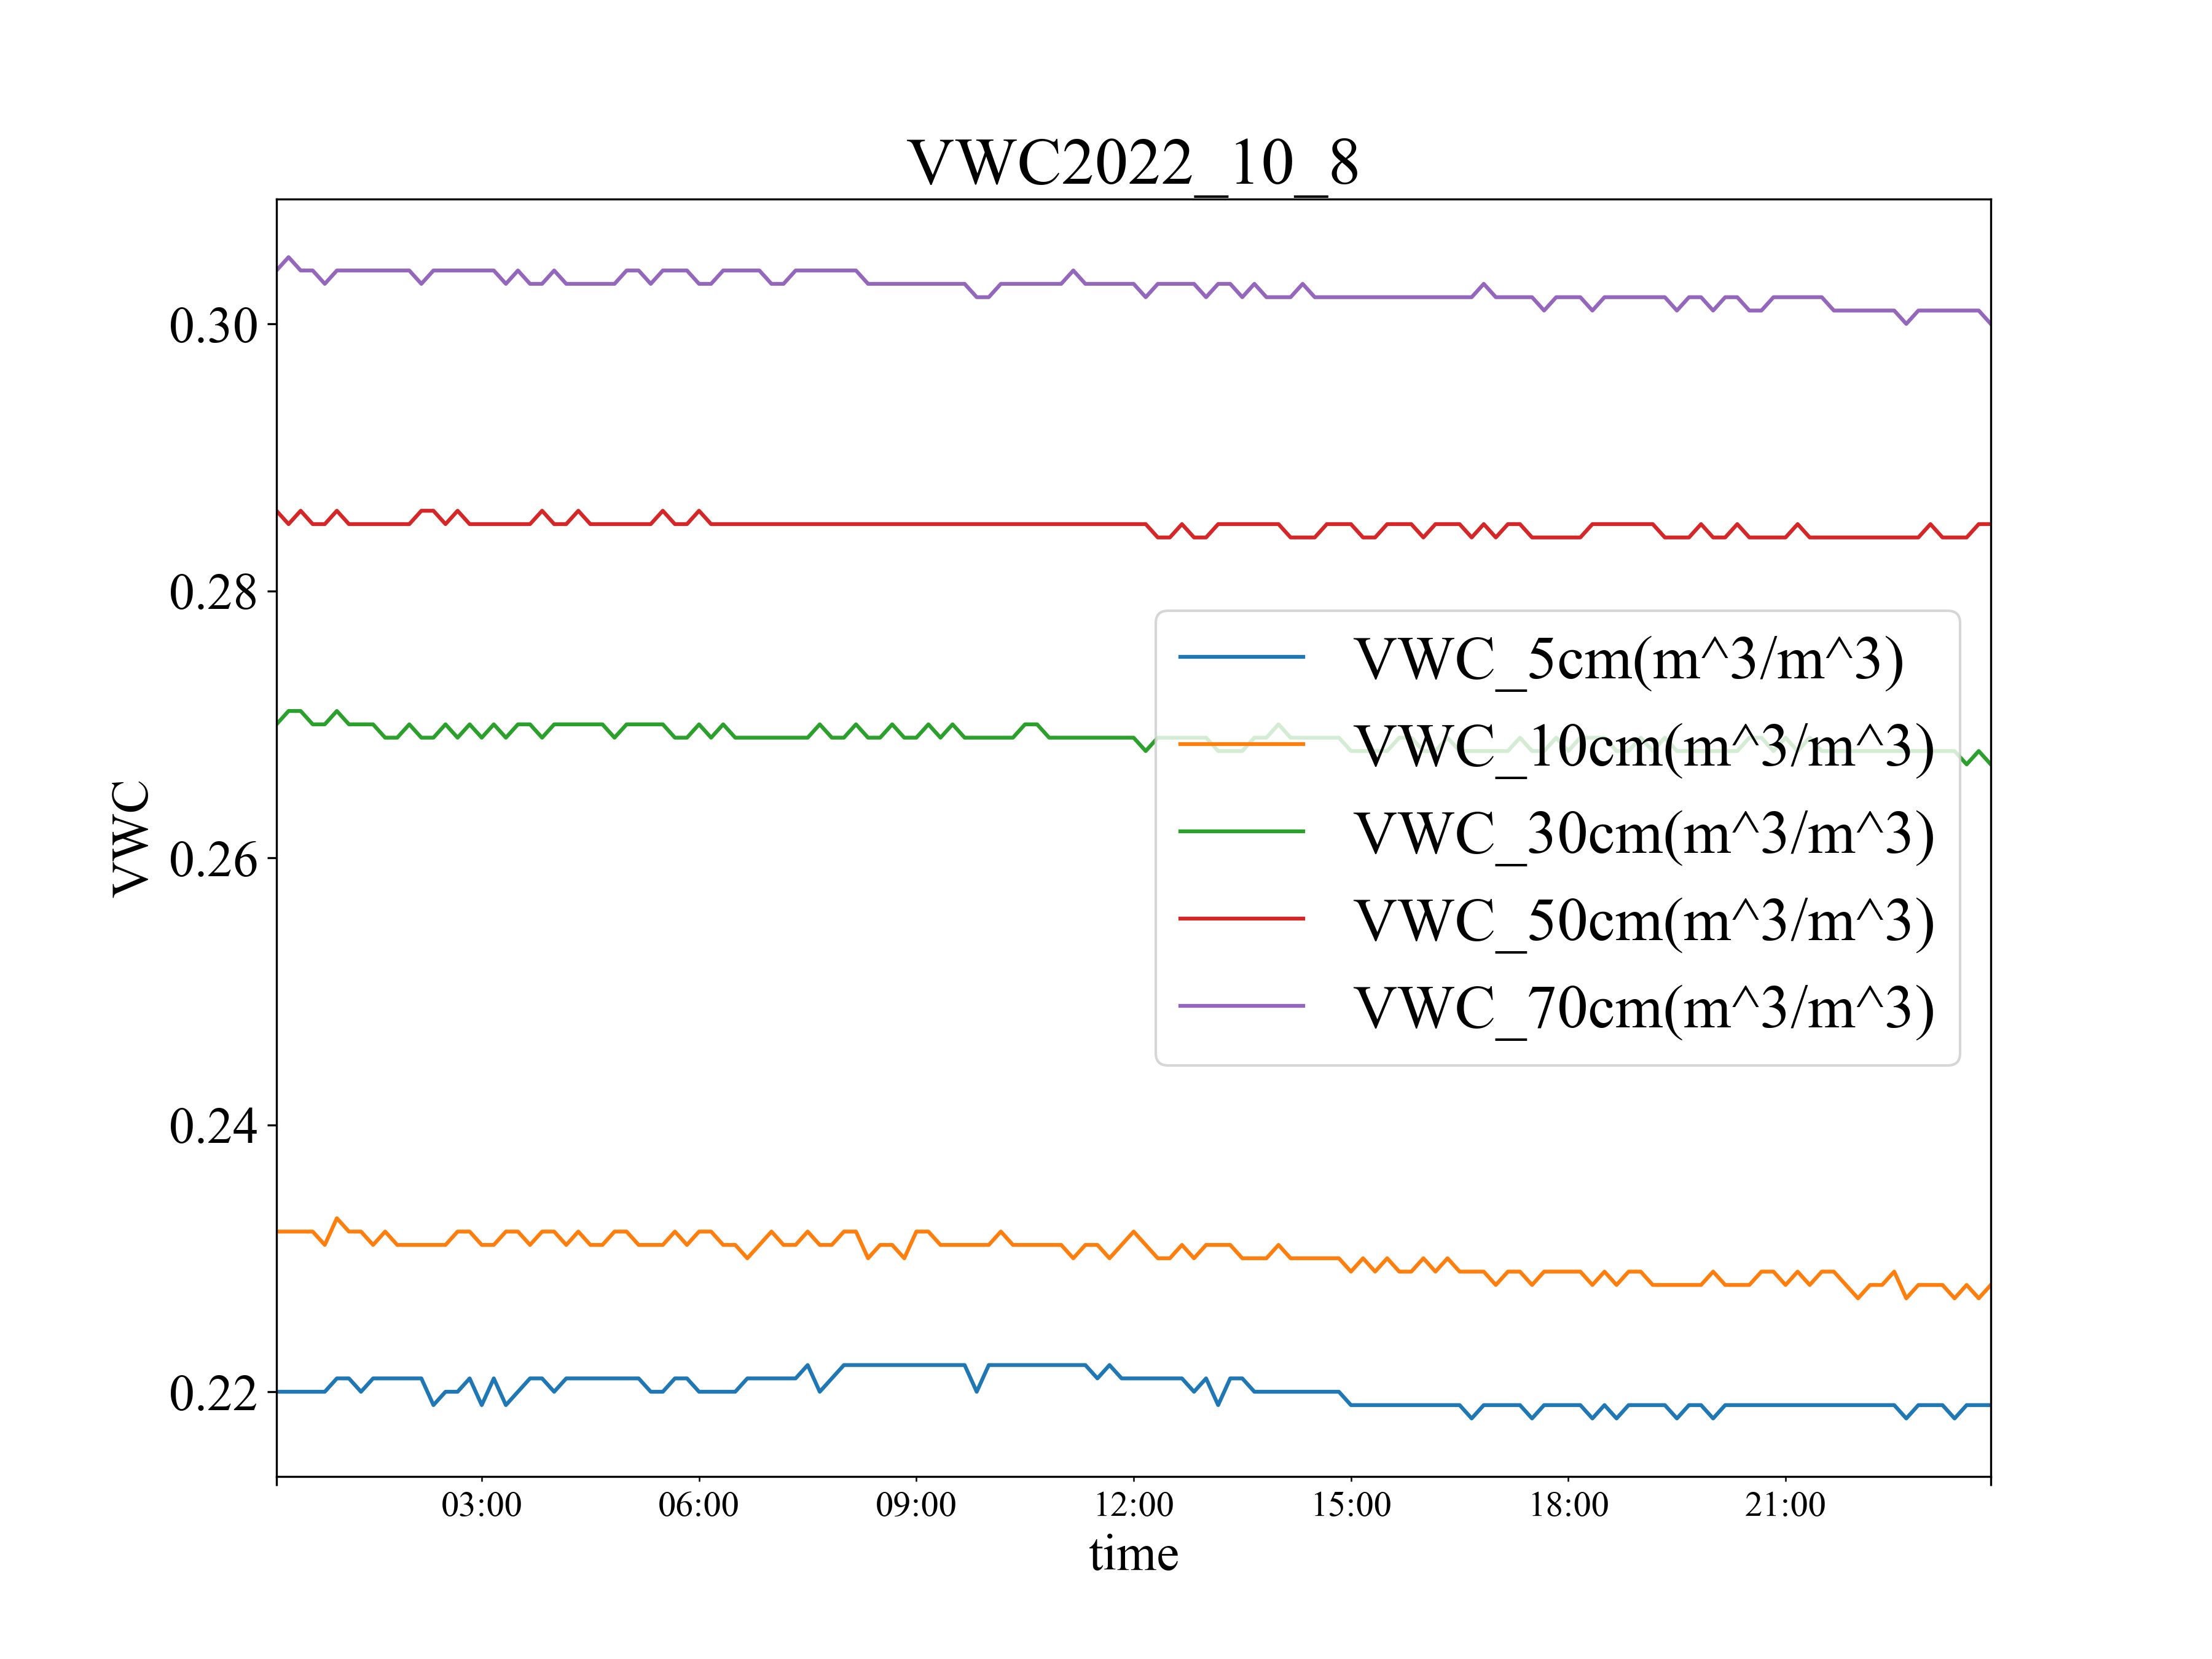 VWC2022_10_8
0.30
0.28
0.26
0.24
0.22
VWC
VWC_5cm(m^3/m^3)
VWC_10cm(m^3/m^3)
VWC_30cm(m^3/m^3)
VWC_50cm(m^3/m^3)
VWC_70cm(m^3/m^3)
03:00 06:00 09:00 12:00 15:00 18:00 21:00
time